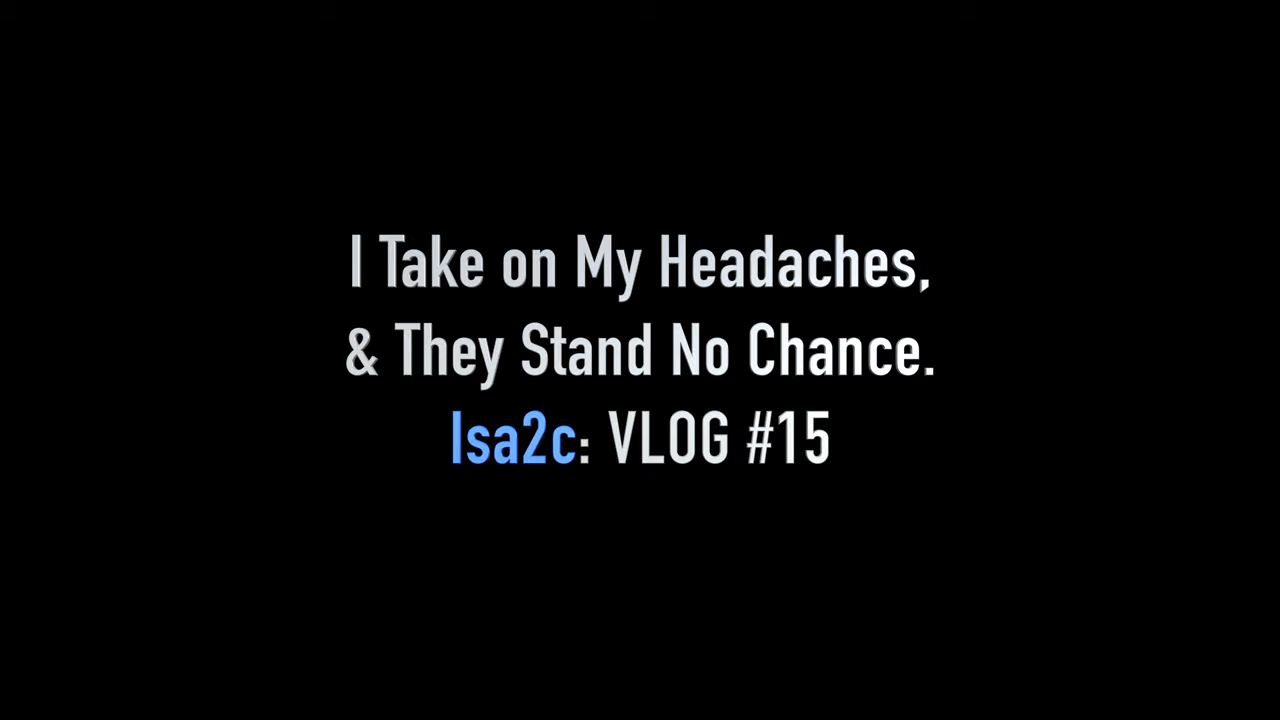 I Take on My Headaches,
& They Stand No Chance.
Isa2c: VLOG #15